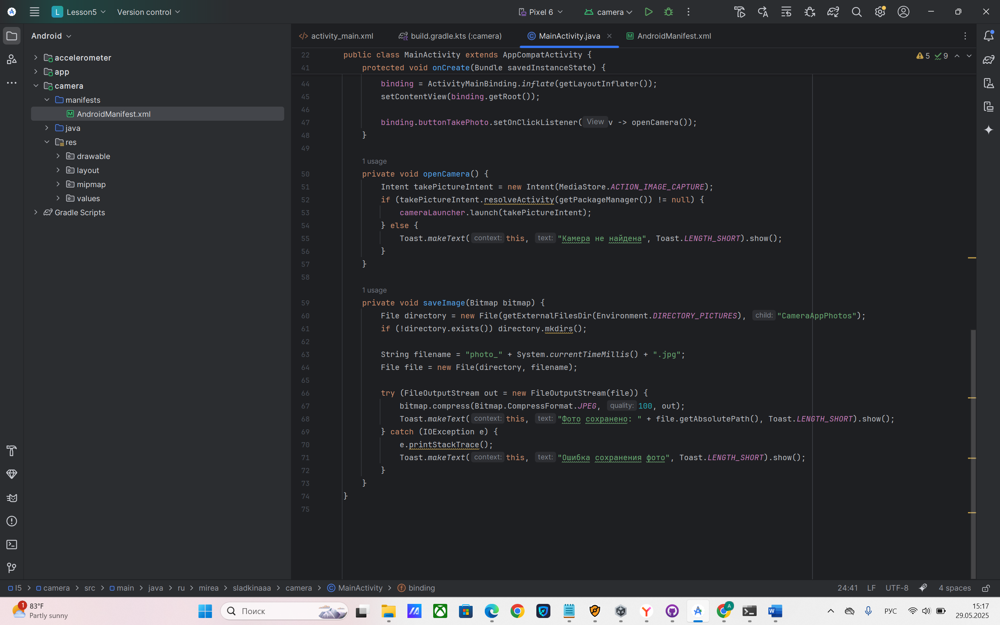 L Lesson5 Version control Pixel 6 camera
Android
accelerometer
app
camera
manifests
AndroidManifest.xml
java
res
drawable
layout
mipmap
values
Gradle Scripts
activity_main.xml build.gradle.kts (:camera) MainActivity.java AndroidManifest.xml
5 9
22 public class MainActivity extends AppCompatActivity {
41 protected void onCreate(Bundle savedInstanceState) {
44 binding = ActivityMainBinding.inflate(getLayoutInflater());
45 setContentView(binding.getRoot());
46
47 binding.buttonTakePhoto.setOnClickListener( View v -> openCamera());
48 }
49
1 usage
50 private void openCamera() {
51 Intent takePictureIntent = new Intent(MediaStore.ACTION_IMAGE_CAPTURE);
52 if (takePictureIntent.resolveActivity(getPackageManager()) != null) {
53 cameraLauncher.launch(takePictureIntent);
54 } else {
55 Toast.makeText( context: this, text: "Камера не найдена", Toast.LENGTH_SHORT).show();
56 }
57 }
58
1 usage
59 private void saveImage(Bitmap bitmap) {
60 File directory = new File(getExternalFilesDir(Environment.DIRECTORY_PICTURES), child: "CameraAppPhotos");
61 if (!directory.exists()) directory.mkdirs();
62
63 String filename = "photo_" + System.currentTimeMillis() + ".jpg";
64 File file = new File(directory, filename);
65
66 try (FileOutputStream out = new FileOutputStream(file)) {
67 bitmap.compress(Bitmap.CompressFormat.JPEG, quality: 100, out);
68 Toast.makeText( context: this, text: "Фото сохранено: " + file.getAbsolutePath(), Toast.LENGTH_SHORT).show();
69 } catch (IOException e) {
70 e.printStackTrace();
71 Toast.makeText( context: this, text: "Ошибка сохранения фото", Toast.LENGTH_SHORT).show();
72 }
73 }
74 }
75
l5 > camera > src > main > java > ru > mirea > sladkinaaa > camera > MainActivity > binding 24:41 LF UTF-8 4 spaces
1 83°F
Partly sunny
Поиск
A
РУС
15:17
29.05.2025